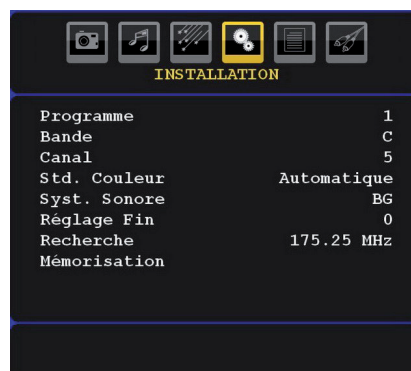 INSTALLATION
Programme 1
Bande C
Canal 5
Std. Couleur Automatique
Syst. Sonore BG
Réglage Fin 0
Recherche 175.25 MHz
Mémorisation